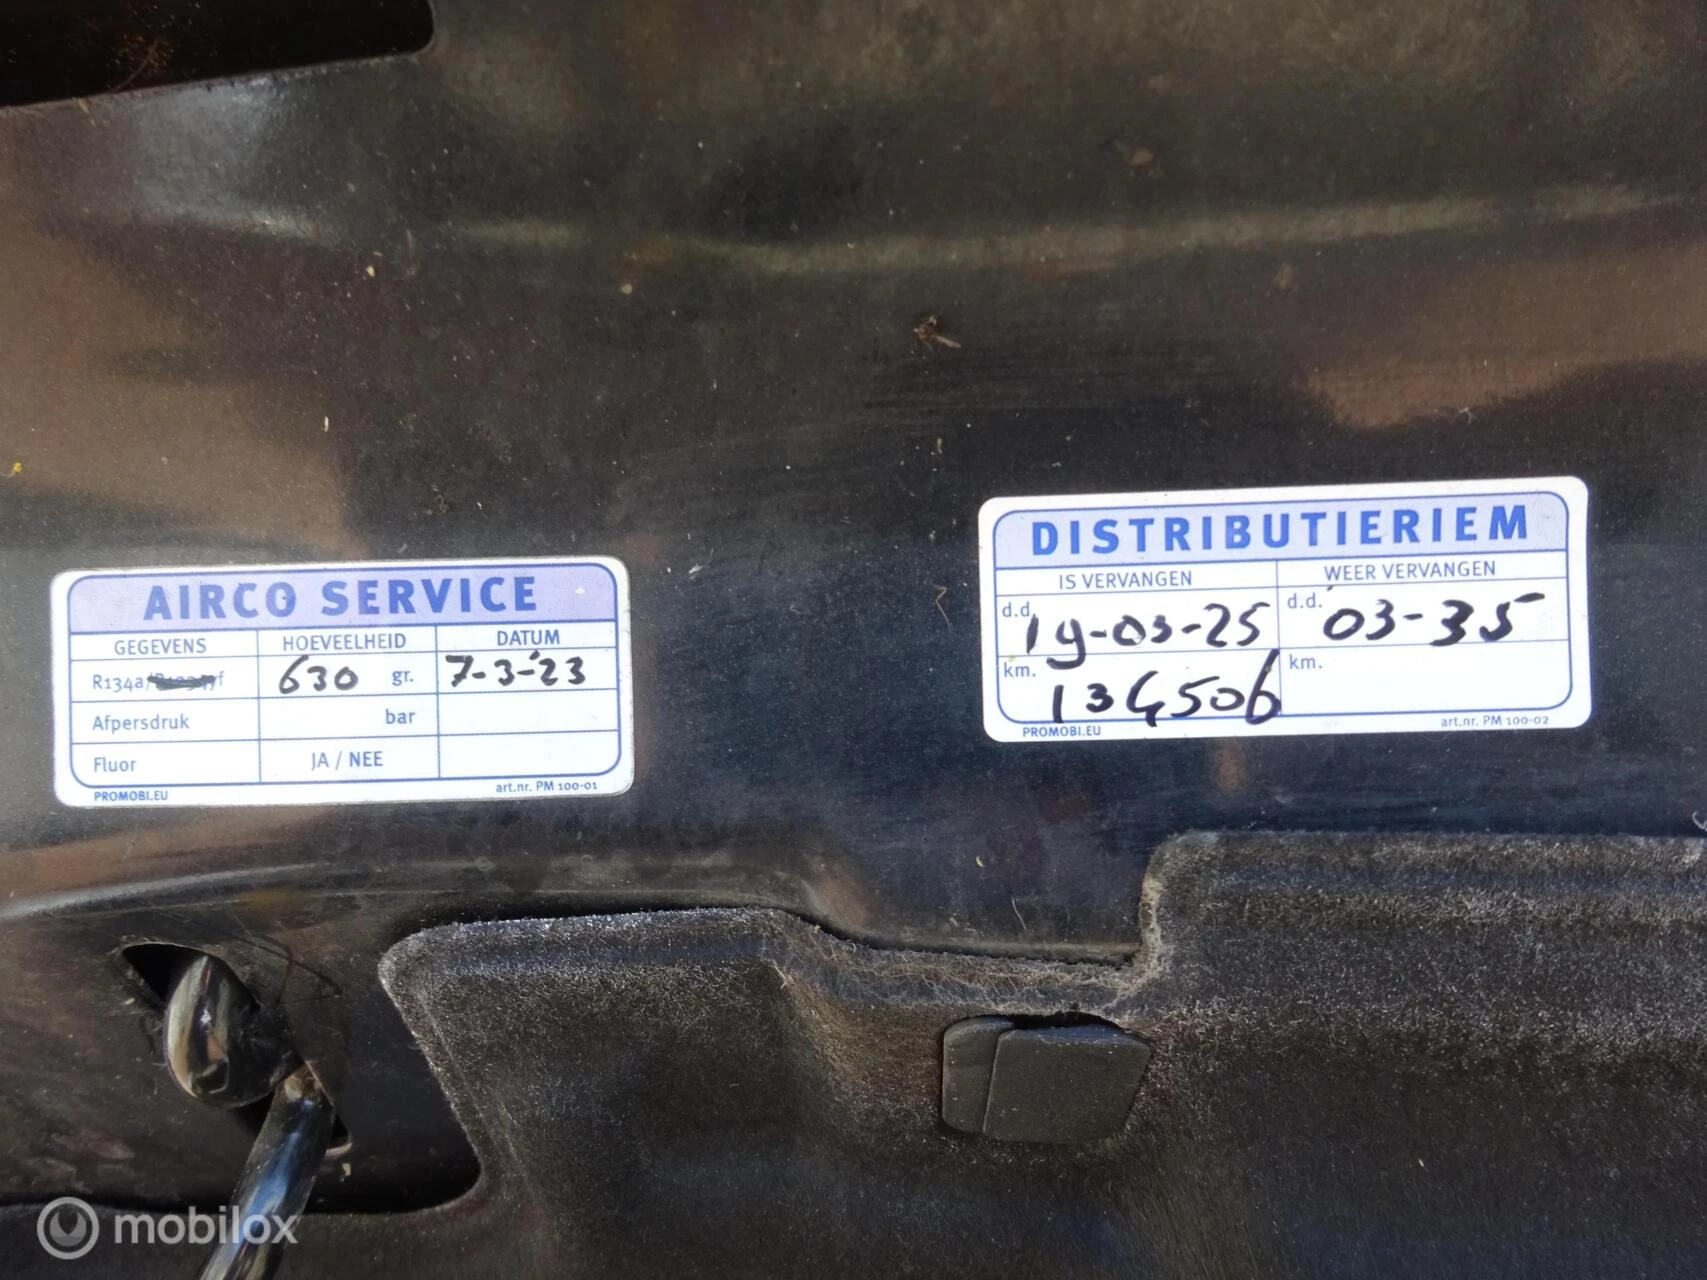 AIRCO SERVICE
GEGEVENS HOEVEELHEID DATUM
R134a/ yf 630 gr. 7-3-'23
Afpersdruk bar
Fluor JA / NEE
PROMOBI.EU art.nr. PM 100-01
DISTRIBUTIERIEM
IS VERVANGEN WEER VERVANGEN
d.d. 19-03-25 d.d. 03-35
km. 134506 km.
PROMOBI.EU art.nr. PM 100-02
mobilox